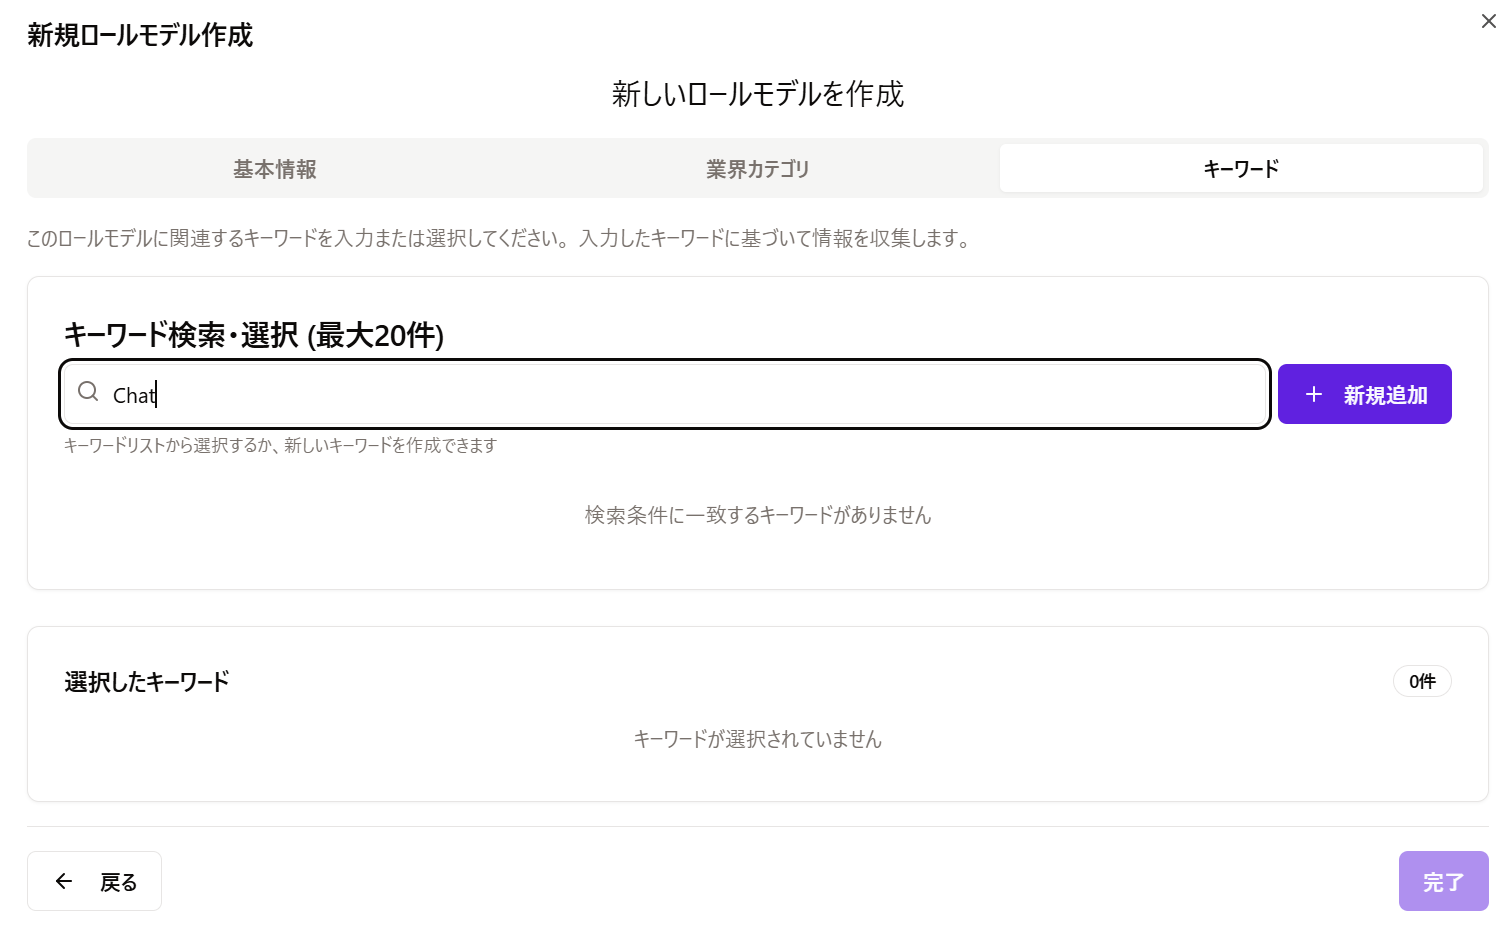 新規ロールモデル作成
新しいロールモデルを作成
基本情報
業界カテゴリ
キーワード
このロールモデルに関連するキーワードを入力または選択してください。入力したキーワードに基づいて情報を収集します。
キーワード検索・選択 (最大20件)
Chat
新規追加
キーワードリストから選択するか、新しいキーワードを作成できます
検索条件に一致するキーワードがありません
選択したキーワード
0件
キーワードが選択されていません
戻る
完了